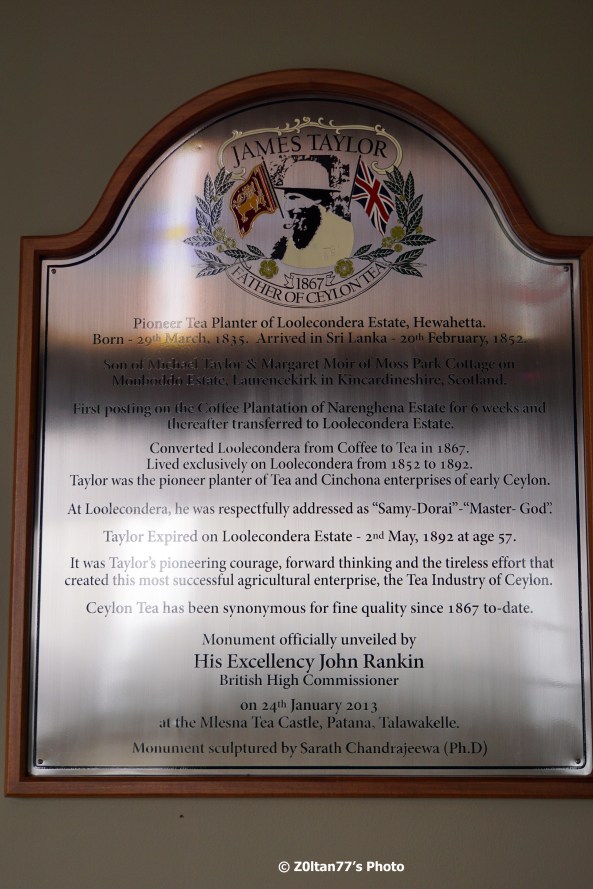 JAMES TAYLOR
1867
FATHER OF CEYLON TEA
Pioneer Tea Planter of Loolecondera Estate, Hewahetta.
Born - 29th March, 1835. Arrived in Sri Lanka - 20th February, 1852.
Son of Michael Taylor & Margaret Moir of Moss Park Cottage on
Monboddu Estate, Laurencekirk in Kincardineshire, Scotland.
First posting on the Coffee Plantation of Narenghena Estate for 6 weeks and
thereafter transferred to Loolecondera Estate.
Converted Loolecondera from Coffee to Tea in 1867.
Lived exclusively on Loolecondera from 1852 to 1892.
Taylor was the pioneer planter of Tea and Cinchona enterprises of early Ceylon.
At Loolecondera, he was respectfully addressed as “Samy-Dorai”-“Master- God”.
Taylor Expired on Loolecondera Estate - 2nd May, 1892 at age 57.
It was Taylor's pioneering courage, forward thinking and the tireless effort that
created this most successful agricultural enterprise, the Tea Industry of Ceylon.
Ceylon Tea has been synonymous for fine quality since 1867 to-date.
Monument officially unveiled by
His Excellency John Rankin
British High Commissioner
on 24th January 2013
at the Mlesna Tea Castle, Patana, Talawakelle.
Monument sculptured by Sarath Chandrajeewa (Ph.D)
© Z0ltan77's Photo